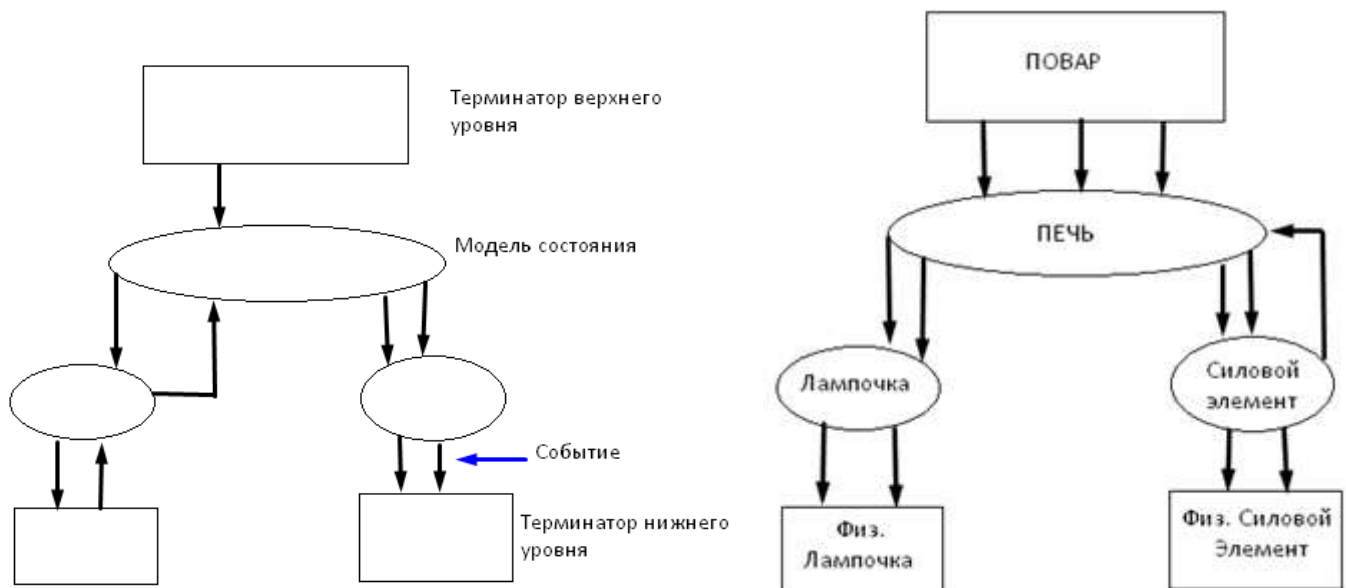 Терминатор верхнего
уровня
Модель состояния
Событие
Терминатор нижнего
уровня
ПОВАР
ПЕЧЬ
Лампочка
Силовой
элемент
Физ.
Лампочка
Физ. Силовой
Элемент